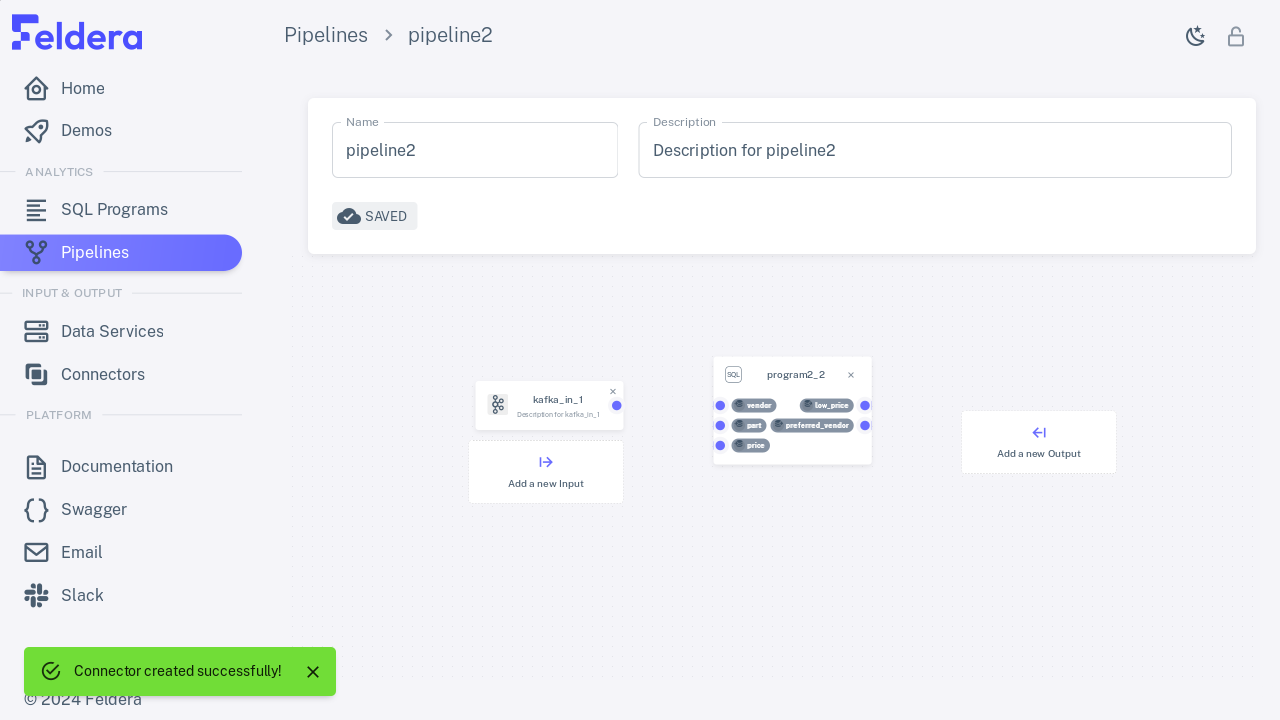 Feldera
Pipelines pipeline2
Home
Demos
ANALYTICS
SQL Programs
Pipelines
INPUT & OUTPUT
Data Services
Connectors
PLATFORM
Documentation
Swagger
Email
Slack
Name
pipeline2
Description
Description for pipeline2
SAVED
kafka_in_1
Description for kafka_in_1
Add a new Input
SQL
program2_2
vendor low_price
part preferred_vendor
price
Add a new Output
Connector created successfully!
© 2024 Feldera